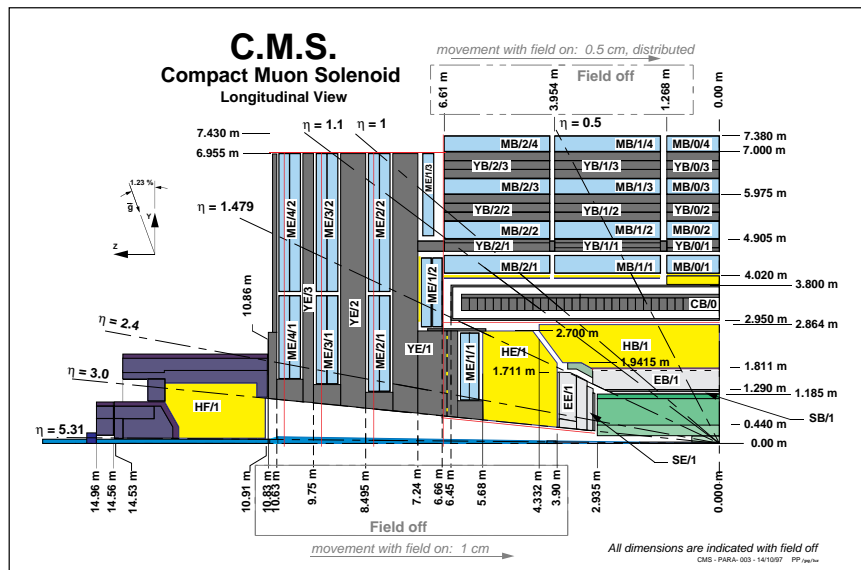 C.M.S.
Compact Muon Solenoid
Longitudinal View
movement with field on: 0.5 cm, distributed
Field off
6.61 m
3.954 m
1.268 m
0.00 m
7.430 m
6.955 m
η = 1.1
η = 1
η = 0.5
η = 1.479
η = 2.4
η = 3.0
η = 5.31
1.23 %
g
Y
Z
MB/2/4
MB/1/4
MB/0/4
YB/2/3
YB/1/3
YB/0/3
MB/2/3
MB/1/3
MB/0/3
YB/2/2
YB/1/2
YB/0/2
MB/2/2
MB/1/2
MB/0/2
YB/2/1
YB/1/1
YB/0/1
MB/2/1
MB/1/1
MB/0/1
7.380 m
7.000 m
5.975 m
4.905 m
4.020 m
3.800 m
2.950 m
2.864 m
1.811 m
1.290 m
1.185 m
0.440 m
0.00 m
ME/4/2
ME/3/2
ME/2/2
ME/1/3
ME/1/2
YE/3
YE/2
YE/1
ME/4/1
ME/3/1
ME/2/1
ME/1/1
10.86 m
CB/0
HE/1
2.700 m
HB/1
1.9415 m
1.711 m
EB/1
EE/1
SB/1
SE/1
HF/1
14.96 m
14.56 m
14.53 m
10.91 m
10.83 m
10.63 m
9.75 m
8.495 m
7.24 m
6.66 m
6.45 m
5.68 m
4.332 m
3.90 m
2.935 m
0.000 m
Field off
movement with field on: 1 cm
All dimensions are indicated with field off
CMS - PARA- 003 - 14/10/97